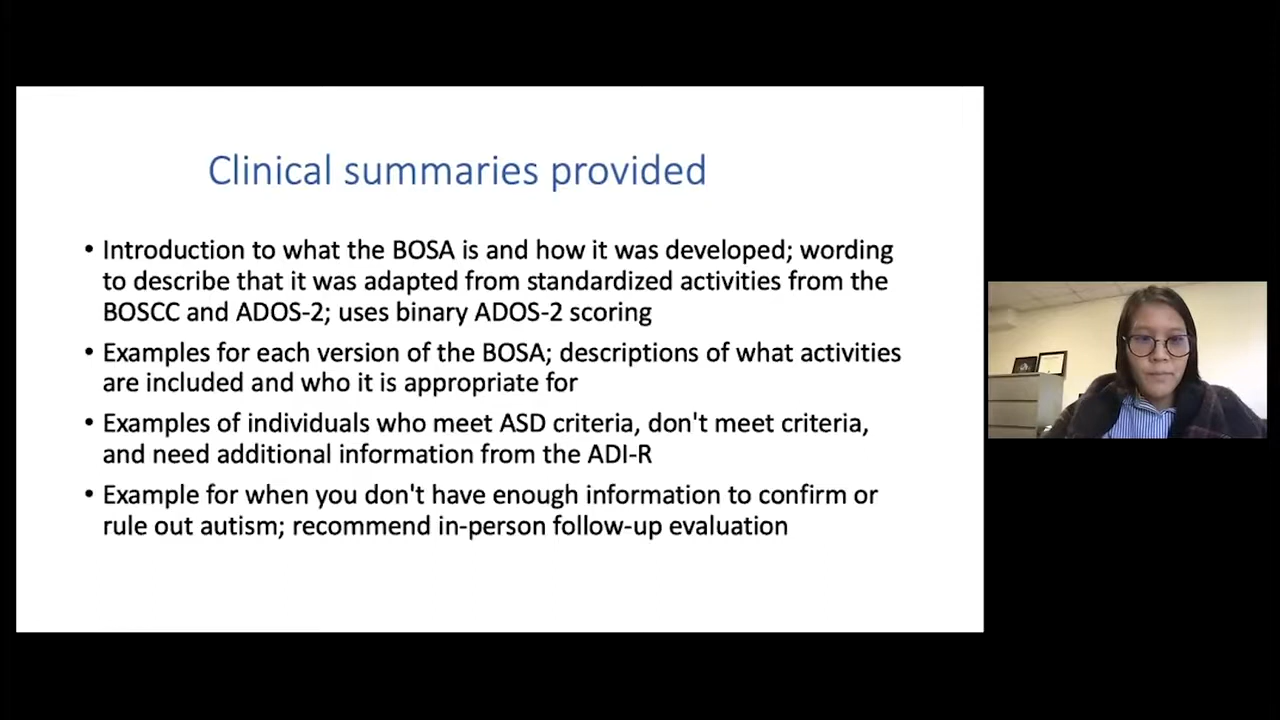 Clinical summaries provided
• Introduction to what the BOSA is and how it was developed; wording
to describe that it was adapted from standardized activities from the
BOSCC and ADOS-2; uses binary ADOS-2 scoring
• Examples for each version of the BOSA; descriptions of what activities
are included and who it is appropriate for
• Examples of individuals who meet ASD criteria, don't meet criteria,
and need additional information from the ADI-R
• Example for when you don't have enough information to confirm or
rule out autism; recommend in-person follow-up evaluation